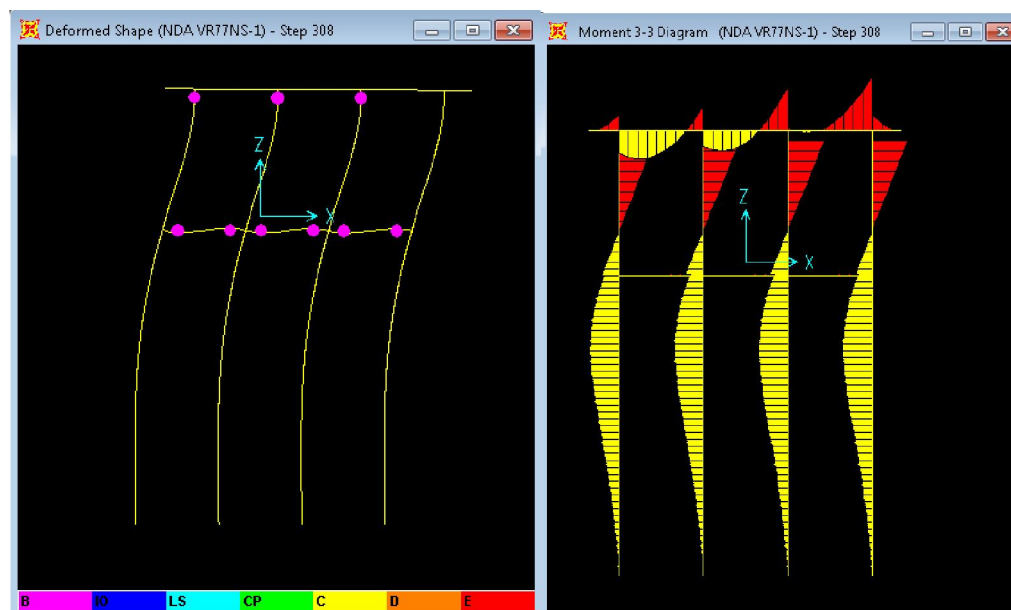 Deformed Shape (NDA VR77NS-1) - Step 308
Z
X
B IO LS CP C D E
Moment 3-3 Diagram (NDA VR77NS-1) - Step 308
Z
X